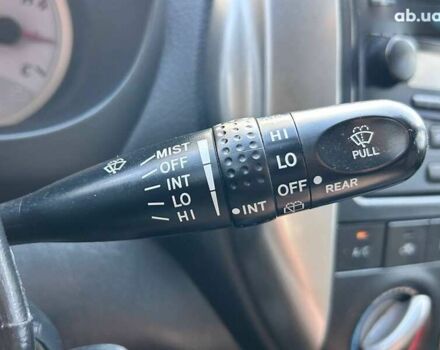 ab.ua
MIST
OFF
INT
LO
HI
INT
HI
LO
OFF
REAR
PULL
A/C
C